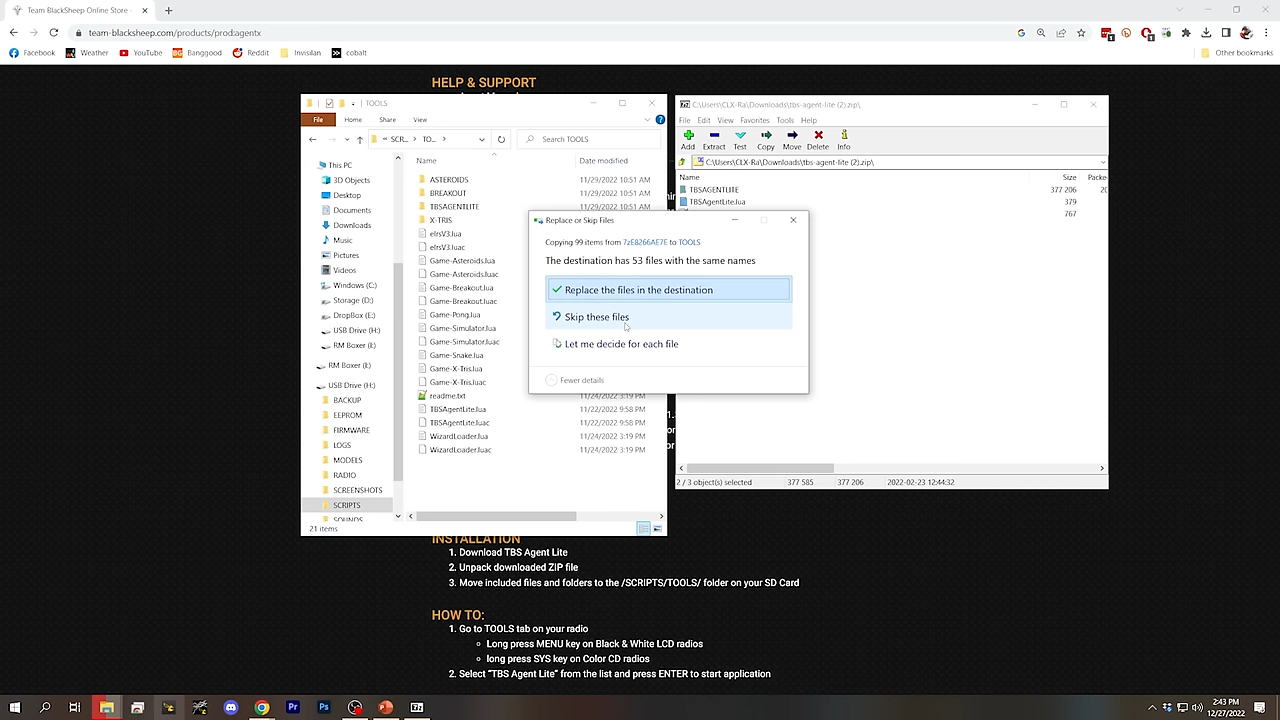 Team BlackSheep Online Store -
team-blacksheep.com/products/prod:agentx
Facebook Weather YouTube Banggood Reddit Invisilan cobalt Other bookmarks
HELP & SUPPORT
TOOLS
File Home Share View
SCR... TO...
Search TOOLS
Name Date modified
This PC
3D Objects
Desktop
Documents
Downloads
Music
Pictures
Videos
Windows (C:)
Storage (D:)
DropBox (E:)
USB Drive (H:)
RM Boxer (I:)
RM Boxer (I:)
USB Drive (H:)
BACKUP
EEPROM
FIRMWARE
LOGS
MODELS
RADIO
SCREENSHOTS
SCRIPTS
SOUNDS
ASTEROIDS 11/29/2022 10:51 AM
BREAKOUT 11/29/2022 10:51 AM
TBSAGENTLITE 11/29/2022 10:51 AM
X-TRIS
elrsV3.lua
elrsV3.luac
Game-Asteroids.lua
Game-Asteroids.luac
Game-Breakout.lua
Game-Breakout.luac
Game-Pong.lua
Game-Simulator.lua
Game-Simulator.luac
Game-Snake.lua
Game-X-Tris.lua
Game-X-Tris.luac
readme.txt 11/24/2022 3:19 PM
TBSAgentLite.lua 11/22/2022 9:58 PM
TBSAgentLite.luac 11/22/2022 9:58 PM
WizardLoader.lua 11/24/2022 3:19 PM
WizardLoader.luac 11/24/2022 3:19 PM
21 items
C:\Users\CLX-Ra\Downloads\tbs-agent-lite (2).zip\
File Edit View Favorites Tools Help
Add Extract Test Copy Move Delete Info
C:\Users\CLX-Ra\Downloads\tbs-agent-lite (2).zip\
Name Size Packe
TBSAGENTLITE 377 206
TBSAgentLite.lua 379
767
2 / 3 object(s) selected 377 585 377 206 2022-02-23 12:44:32
Replace or Skip Files
Copying 99 items from 7zE8266AE7E to TOOLS
The destination has 53 files with the same names
Replace the files in the destination
Skip these files
Let me decide for each file
Fewer details
INSTALLATION
1. Download TBS Agent Lite
2. Unpack downloaded ZIP file
3. Move included files and folders to the /SCRIPTS/TOOLS/ folder on your SD Card
HOW TO:
1. Go to TOOLS tab on your radio
Long press MENU key on Black & White LCD radios
long press SYS key on Color CD radios
2. Select "TBS Agent Lite" from the list and press ENTER to start application
2:43 PM
12/27/2022